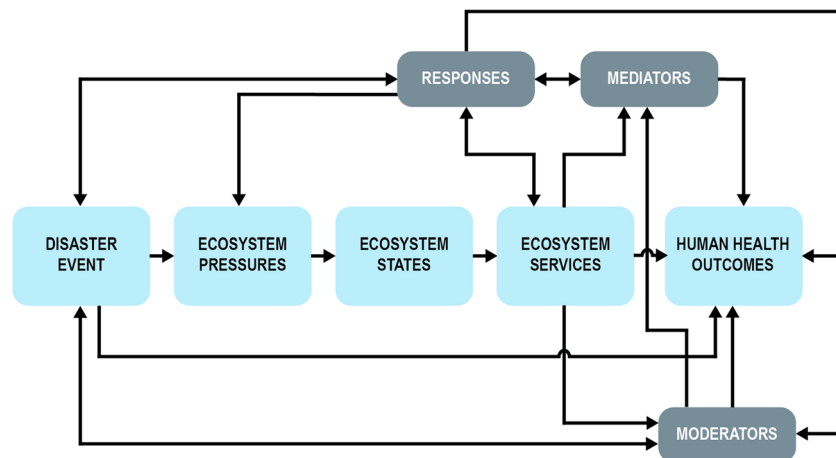 RESPONSES
MEDIATORS
DISASTER
EVENT
ECOSYSTEM
PRESSURES
ECOSYSTEM
STATES
ECOSYSTEM
SERVICES
HUMAN HEALTH
OUTCOMES
MODERATORS